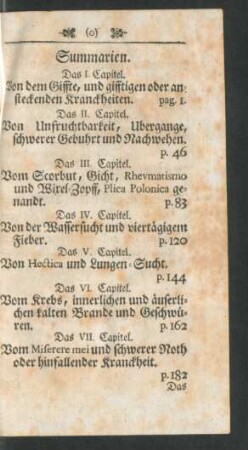 (o)
Summarien.
Das I. Capitel.
Von dem Giffte, und gifftigen oder an-
steckenden Kranckheiten. pag. 1.
Das II. Capitel.
Von Unfruchtbarkeit, Ubergange,
schwerer Gebuhrt und Nachwehen.
p. 46
Das III. Capitel.
Vom Scorbut, Gicht, Rhevmatismo
und Wixel-Zopff, Plica Polonica ge-
nandt. p. 83
Das IV. Capitel.
Von der Wassersucht und viertägigem
Fieber. p. 120
Das V. Capitel.
Von Hectica und Lungen-Sucht.
p. 144
Das VI. Capitel.
Vom Krebs, innerlichen und äuserli-
chen kalten Brande und Geschwü-
ren. p. 162
Das VII. Capitel.
Vom Miserere mei und schwerer Noth
oder hinfallender Kranckheit.
p. 182
Das